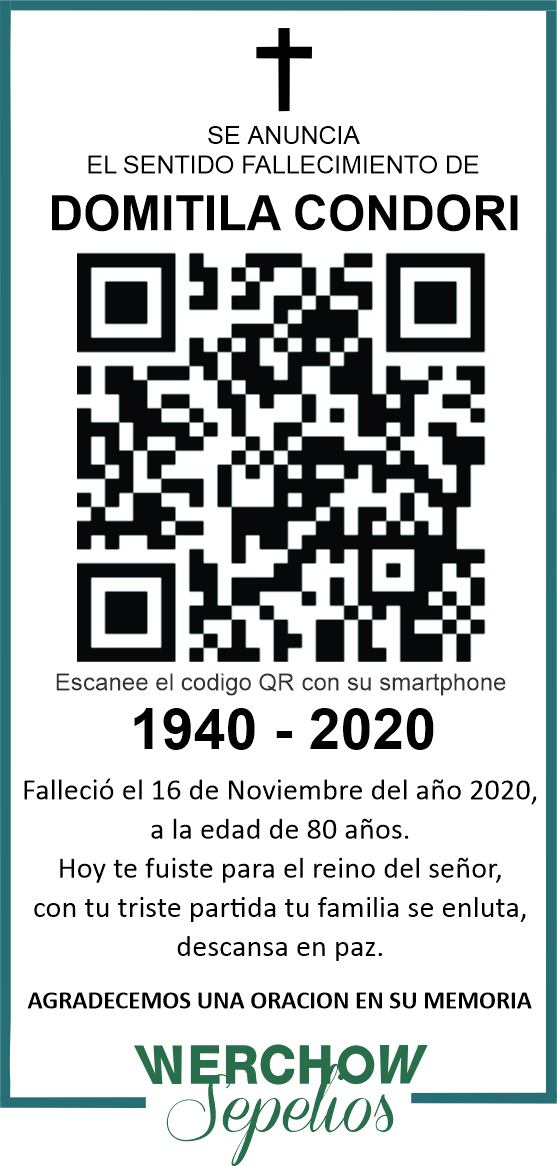 SE ANUNCIA
EL SENTIDO FALLECIMIENTO DE
DOMITILA CONDORI
Escanee el codigo QR con su smartphone
1940 - 2020
Falleció el 16 de Noviembre del año 2020,
a la edad de 80 años.
Hoy te fuiste para el reino del señor,
con tu triste partida tu familia se enluta,
descansa en paz.
AGRADECEMOS UNA ORACION EN SU MEMORIA
WERCHOW
Sepelios